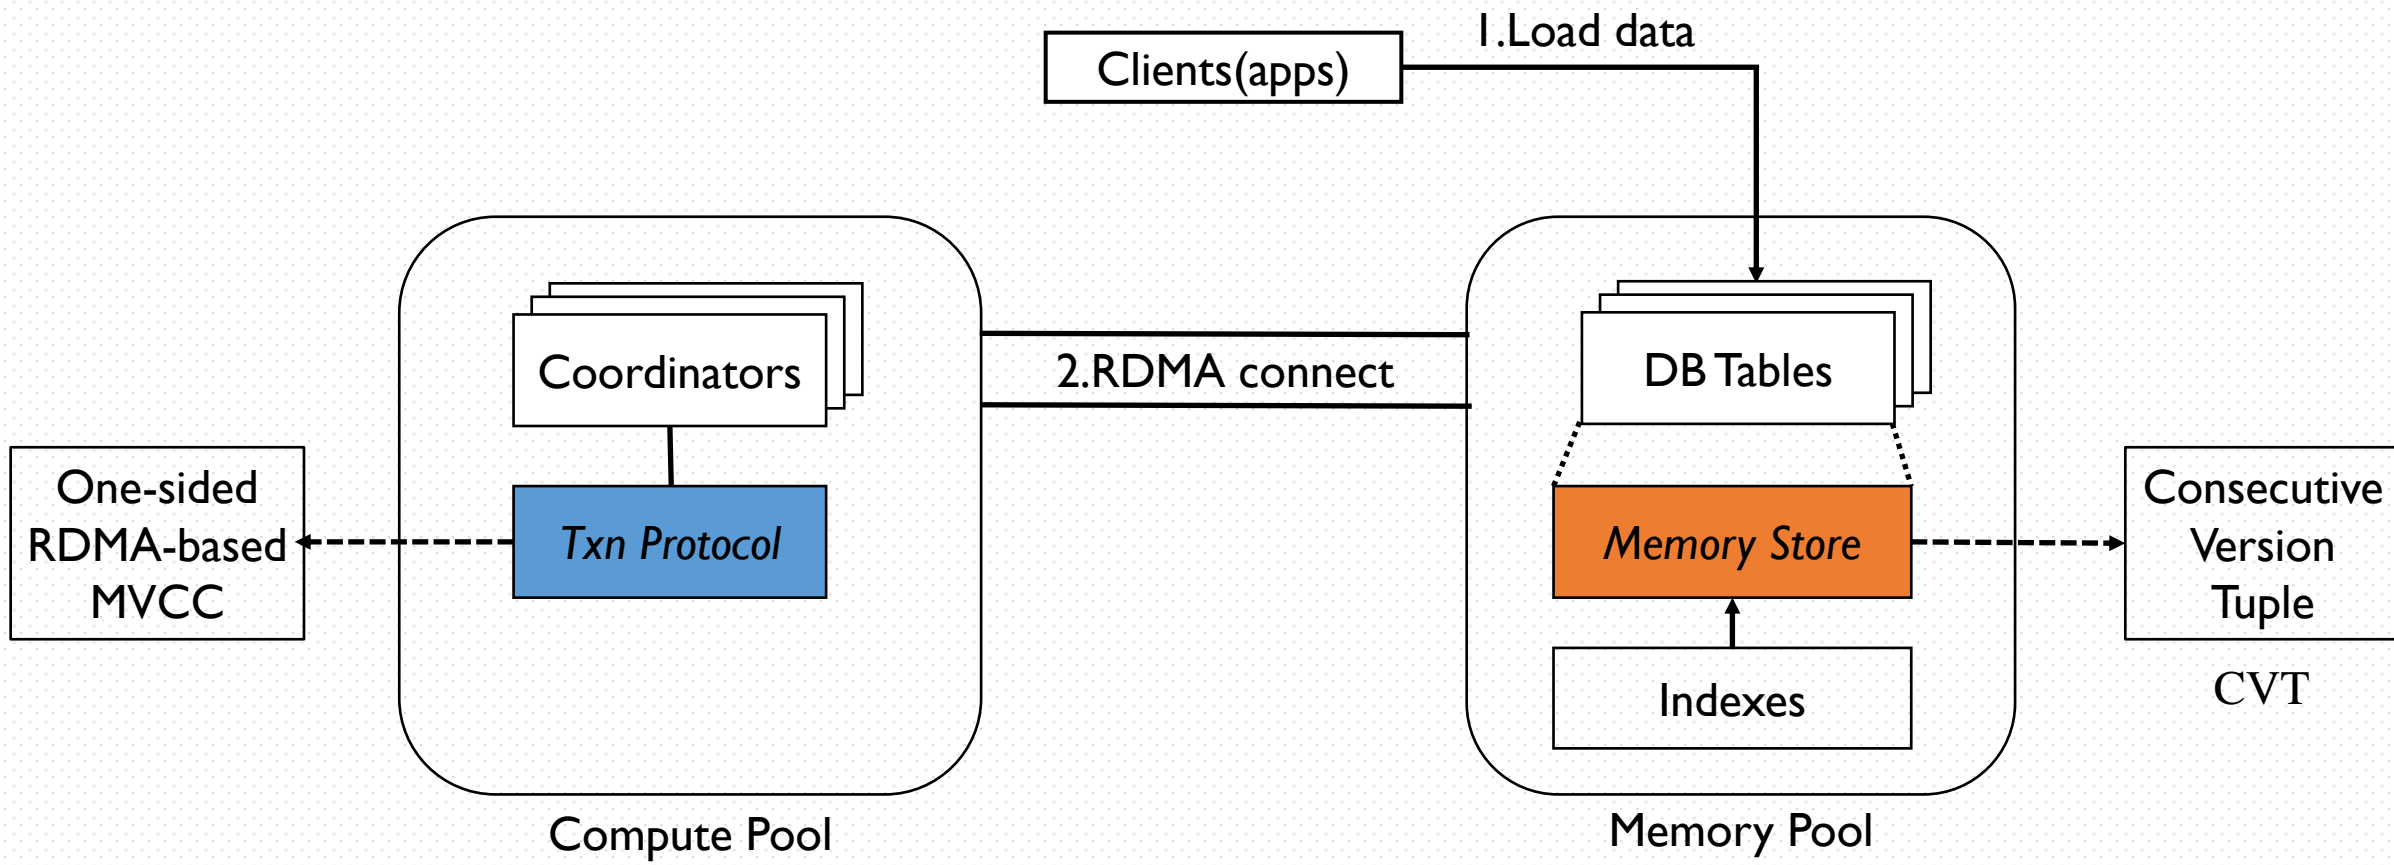 1.Load data
Clients(apps)
Coordinators
2.RDMA connect
DB Tables
One-sided
RDMA-based
MVCC
Txn Protocol
Memory Store
Consecutive
Version
Tuple
Indexes
CVT
Compute Pool
Memory Pool